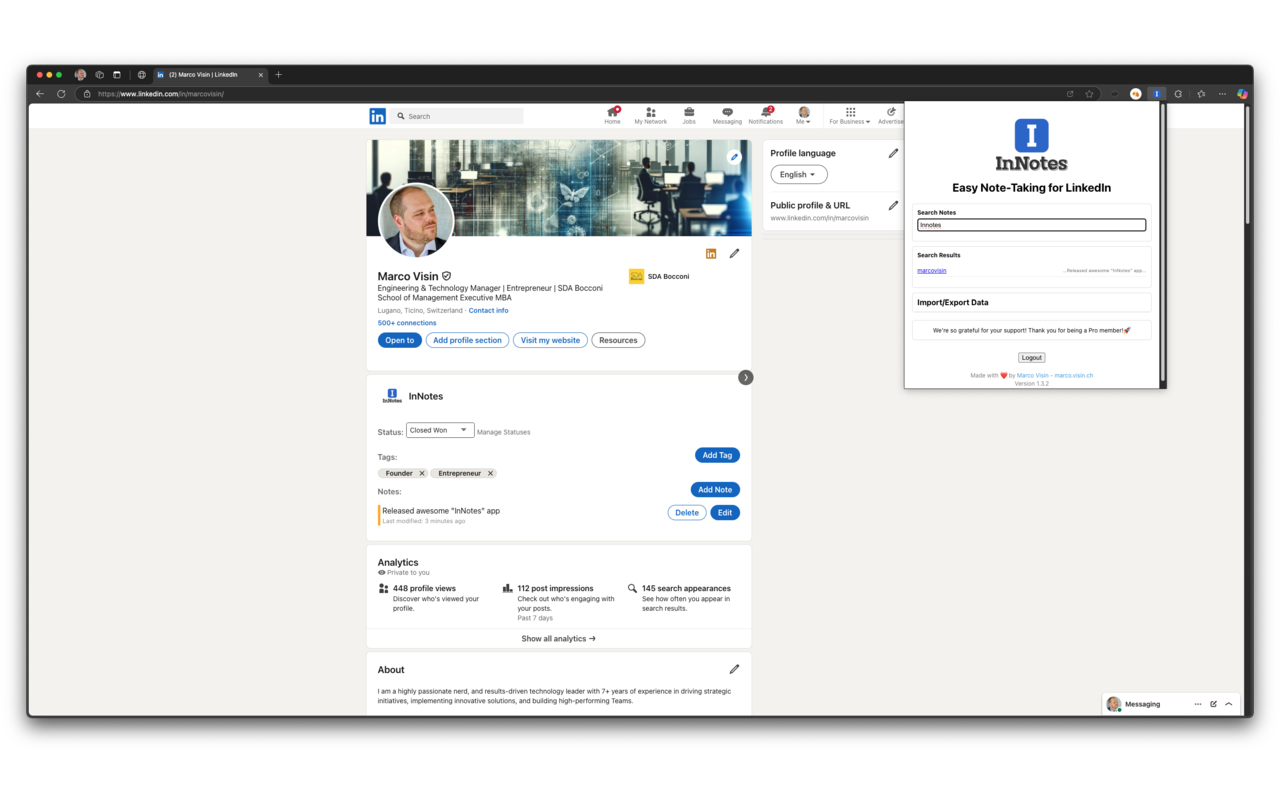 (2) Marco Visin | LinkedIn
https://www.linkedin.com/in/marcovisin/
in
Search
Home
My Network
Jobs
Messaging
2
Notifications
Me
For Business
Advertise
Marco Visin
Engineering & Technology Manager | Entrepreneur | SDA Bocconi
School of Management Executive MBA
SDA Bocconi
Lugano, Ticino, Switzerland · Contact info
500+ connections
Open to
Add profile section
Visit my website
Resources
Profile language
English
Public profile & URL
www.linkedin.com/in/marcovisin
I
InNotes
Easy Note-Taking for LinkedIn
Search Notes
Innotes
Search Results
marcovisin
...Released awesome "InNotes" app...
Import/Export Data
We're so grateful for your support! Thank you for being a Pro member!🚀
Logout
Made with ❤️ by Marco Visin - marco.visin.ch
Version 1.3.2
I
InNotes
InNotes
Status:
Closed Won
Manage Statuses
Tags:
Add Tag
Founder ✕
Entrepreneur ✕
Notes:
Add Note
Released awesome "InNotes" app
Last modified: 3 minutes ago
Delete
Edit
Analytics
Private to you
448 profile views
Discover who's viewed your
profile.
112 post impressions
Check out who's engaging with
your posts.
Past 7 days
145 search appearances
See how often you appear in
search results.
Show all analytics →
About
I am a highly passionate nerd, and results-driven technology leader with 7+ years of experience in driving strategic
initiatives, implementing innovative solutions, and building high-performing Teams.
Messaging